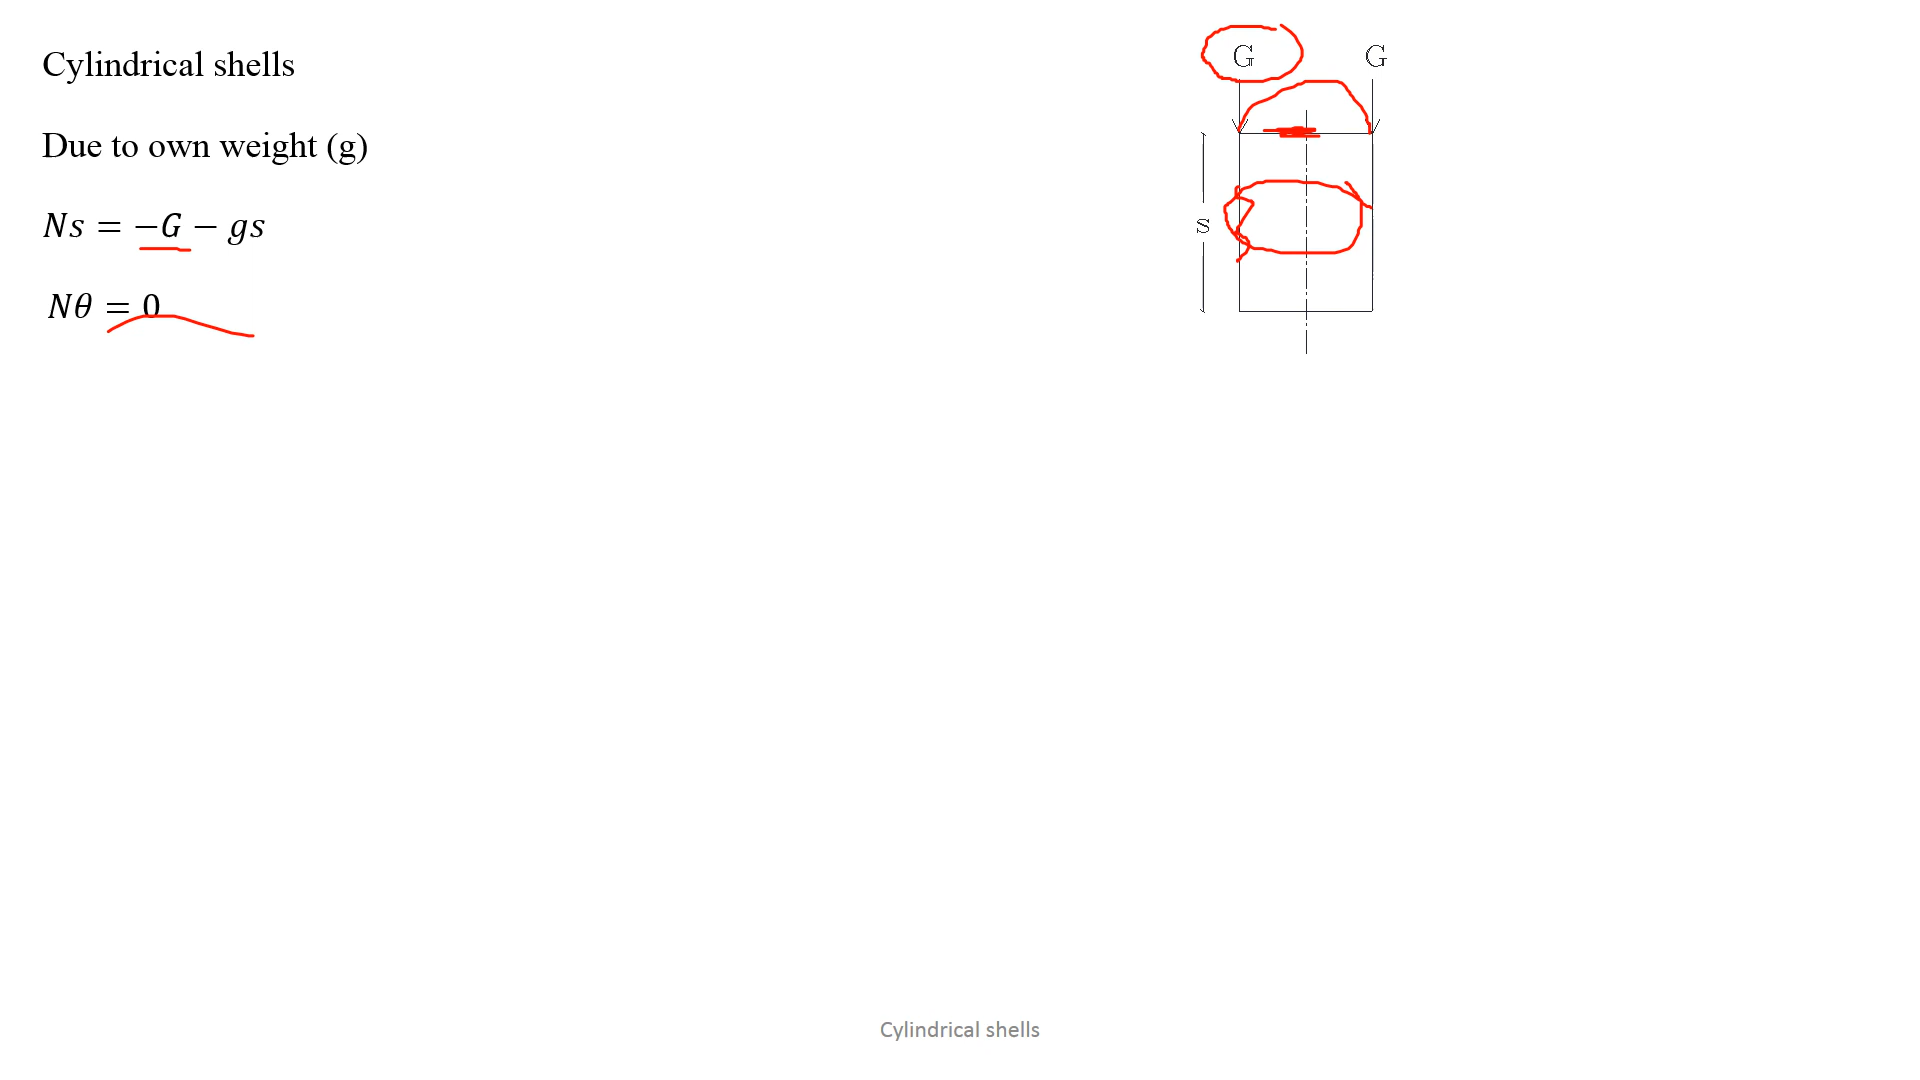 Cylindrical shells
Due to own weight (g)
Ns = −G − gs
Nθ = 0
G G
s
Cylindrical shells